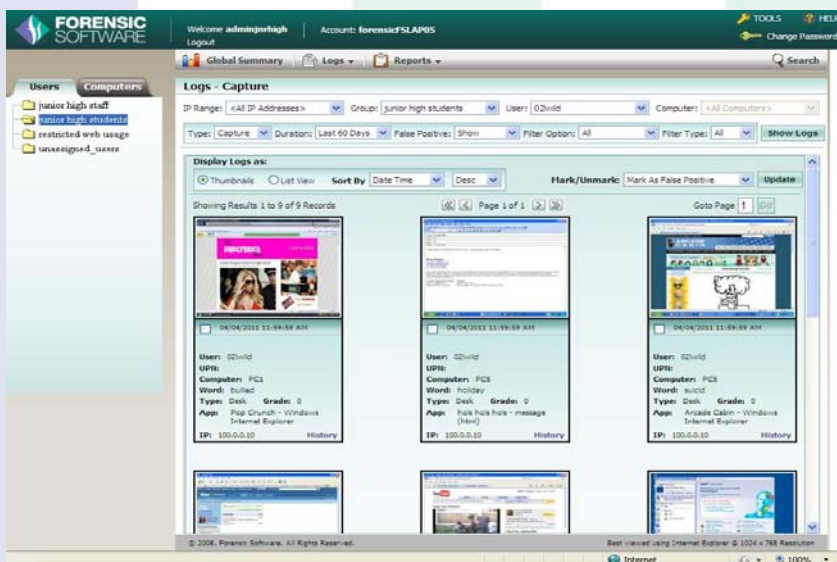 FORENSIC
SOFTWARE
Welcome adminjnrhigh
Logout
Account: forensicFSLAP05
TOOLS
HELP
Change Password
Global Summary
Logs
Reports
Search
Users
Computers
junior high staff
junior high students
restricted web usage
unassigned_users
Logs - Capture
IP Range: <All IP Addresses> Group: junior high students User: 02lwild Computer: <All Computers>
Type: Capture Duration: Last 60 Days False Positive: Show Filter Option: All Filter Type: All Show Logs
Display Logs as:
Thumbnails List View Sort By Date Time Desc Mark/Unmark: Mark As False Positive Update
Showing Results 1 to 9 of 9 Records Page 1 of 1 Goto Page 1 Go
04/04/2011 11:59:59 AM
User: 02lwild
UPN:
Computer: PC1
Word: bullied
Type: Desk Grade: 0
App: Pop Crunch - Windows
Internet Explorer
IP: 100.0.0.10 History
04/04/2011 11:59:59 AM
User: 02lwild
UPN:
Computer: PC5
Word: holiday
Type: Desk Grade: 0
App: hols hols hols - message
(html)
IP: 100.0.0.10 History
ARCADE
CABIN
04/04/2011 11:59:59 AM
User: 02lwild
UPN:
Computer: PC5
Word: suicid
Type: Desk Grade: 0
App: Arcade Cabin - Windows
Internet Explorer
IP: 100.0.0.10 History
© 2008, Forensic Software. All Rights Reserved.
Best viewed using Internet Explorer @ 1024 x 768 Resolution
Internet
100%